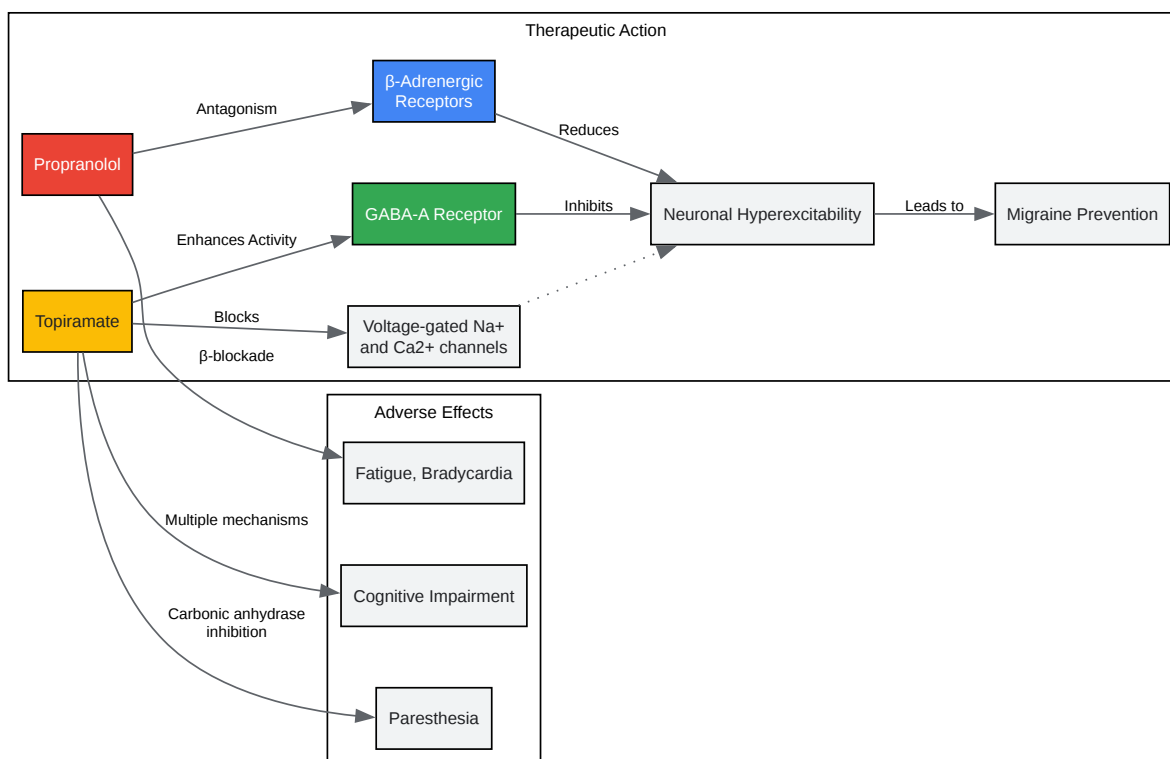 Therapeutic Action
β-Adrenergic
Receptors
Antagonism
Reduces
Propranolol
GABA-A Receptor
Inhibits
Neuronal Hyperexcitability
Leads to
Migraine Prevention
Enhances Activity
Topiramate
Blocks
Voltage-gated Na+
and Ca2+ channels
β-blockade
Adverse Effects
Fatigue, Bradycardia
Multiple mechanisms
Cognitive Impairment
Carbonic anhydrase
inhibition
Paresthesia